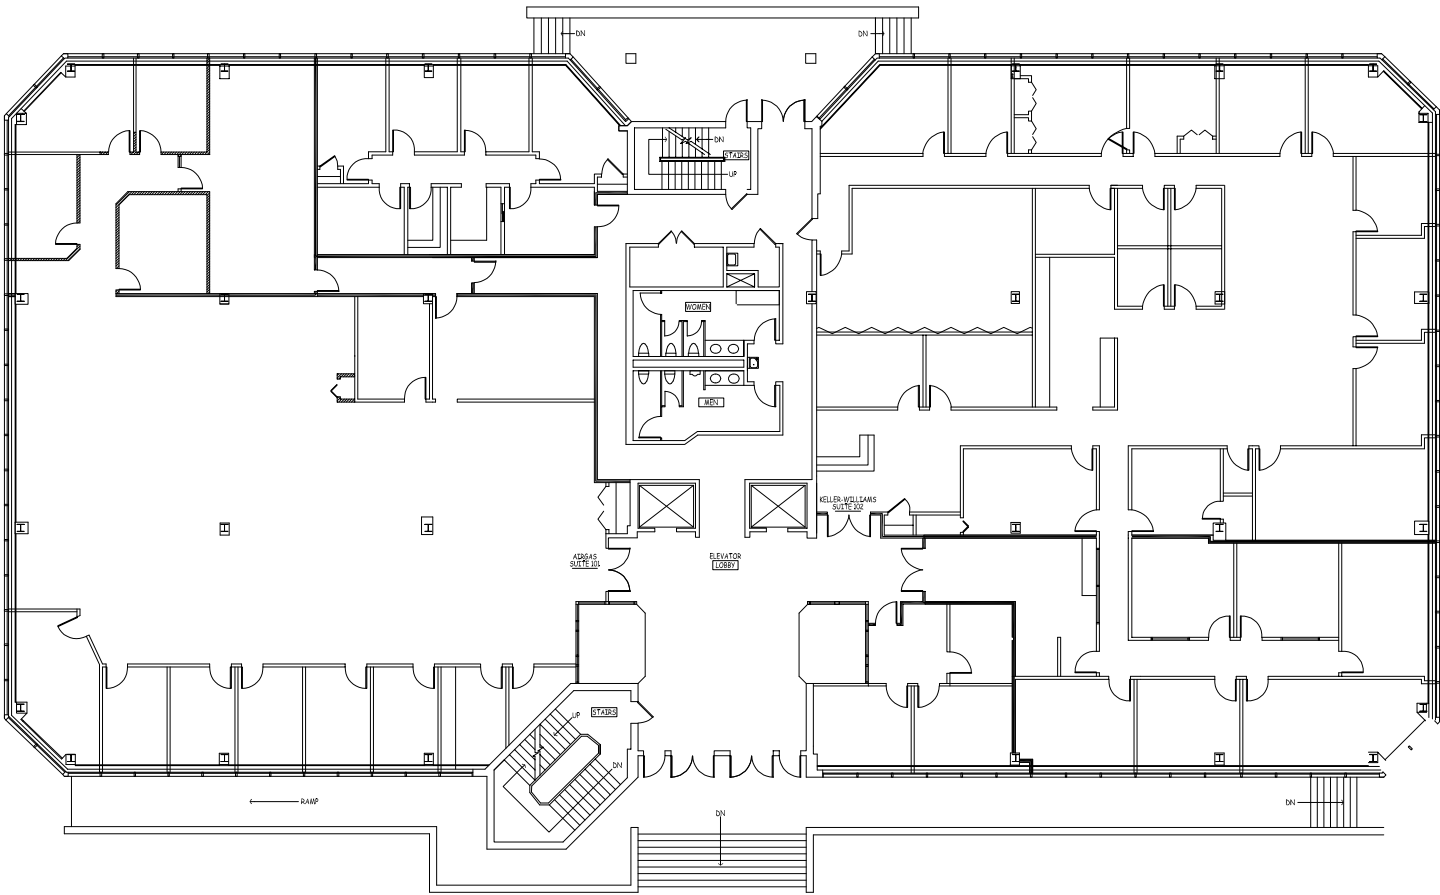 DN
DN
DN
STAIRS
UP
WOMEN
MEN
KELLER-WILLIAMS
SUITE 102
AIRGAS
SUITE 101
ELEVATOR
LOBBY
STAIRS
UP
DN
RAMP
DN
DN